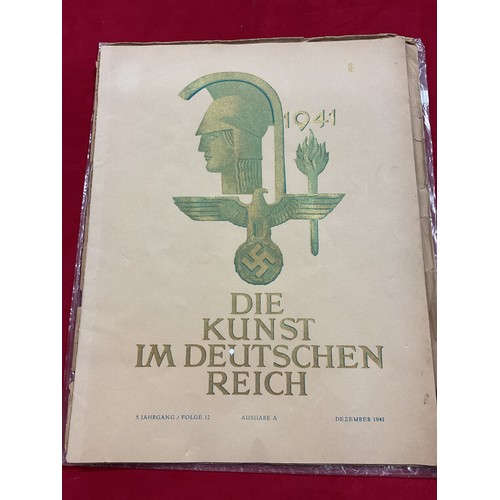 1941
DIE
KUNST
IM DEUTSCHEN
REICH
5. JAHRGANG / FOLGE 12 AUSGABE A DEZEMBER 1941